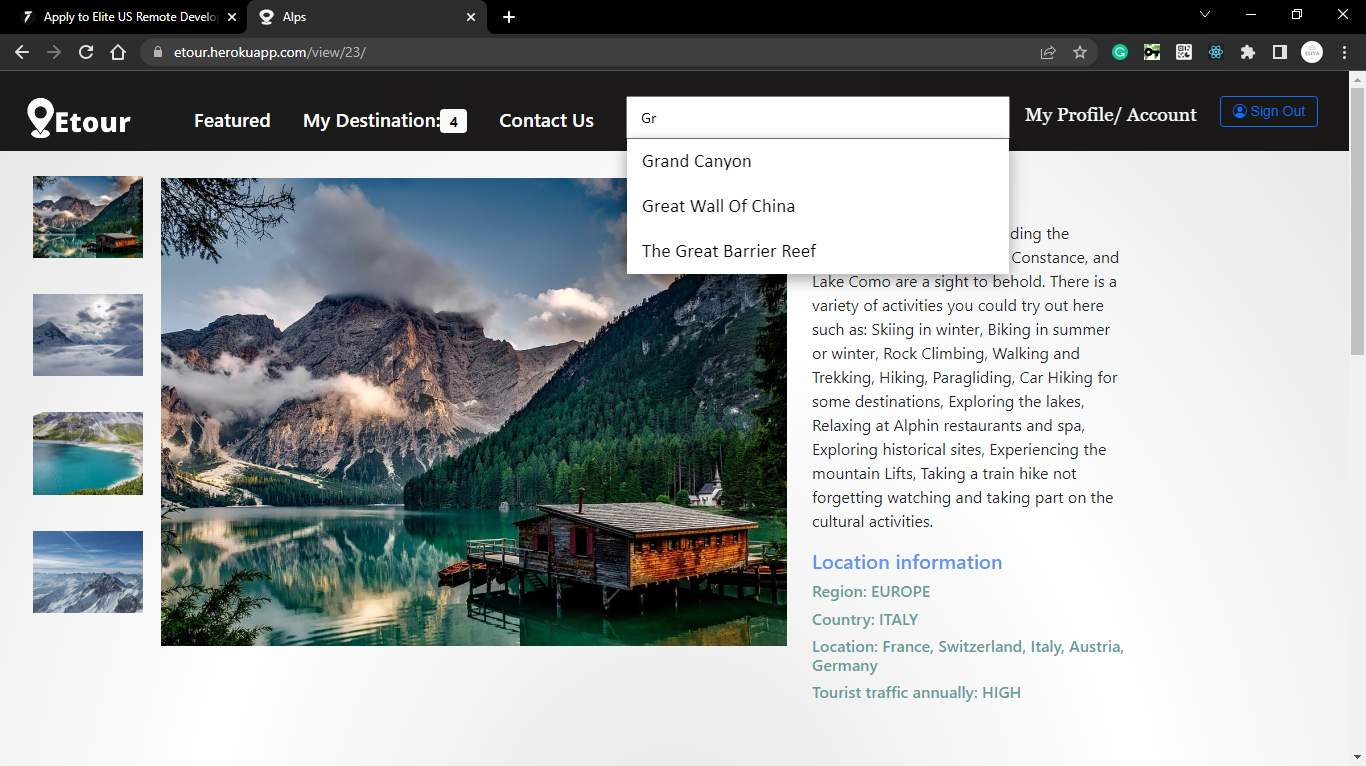 Apply to Elite US Remote Develo
Alps
etour.herokuapp.com/view/23/
Etour
Featured
My Destination: 4
Contact Us
Gr
My Profile/ Account
Sign Out
Grand Canyon
Great Wall Of China
The Great Barrier Reef
ding the
Constance, and
Lake Como are a sight to behold. There is a
variety of activities you could try out here
such as: Skiing in winter, Biking in summer
or winter, Rock Climbing, Walking and
Trekking, Hiking, Paragliding, Car Hiking for
some destinations, Exploring the lakes,
Relaxing at Alphin restaurants and spa,
Exploring historical sites, Experiencing the
mountain Lifts, Taking a train hike not
forgetting watching and taking part on the
cultural activities.
Location information
Region: EUROPE
Country: ITALY
Location: France, Switzerland, Italy, Austria,
Germany
Tourist traffic annually: HIGH